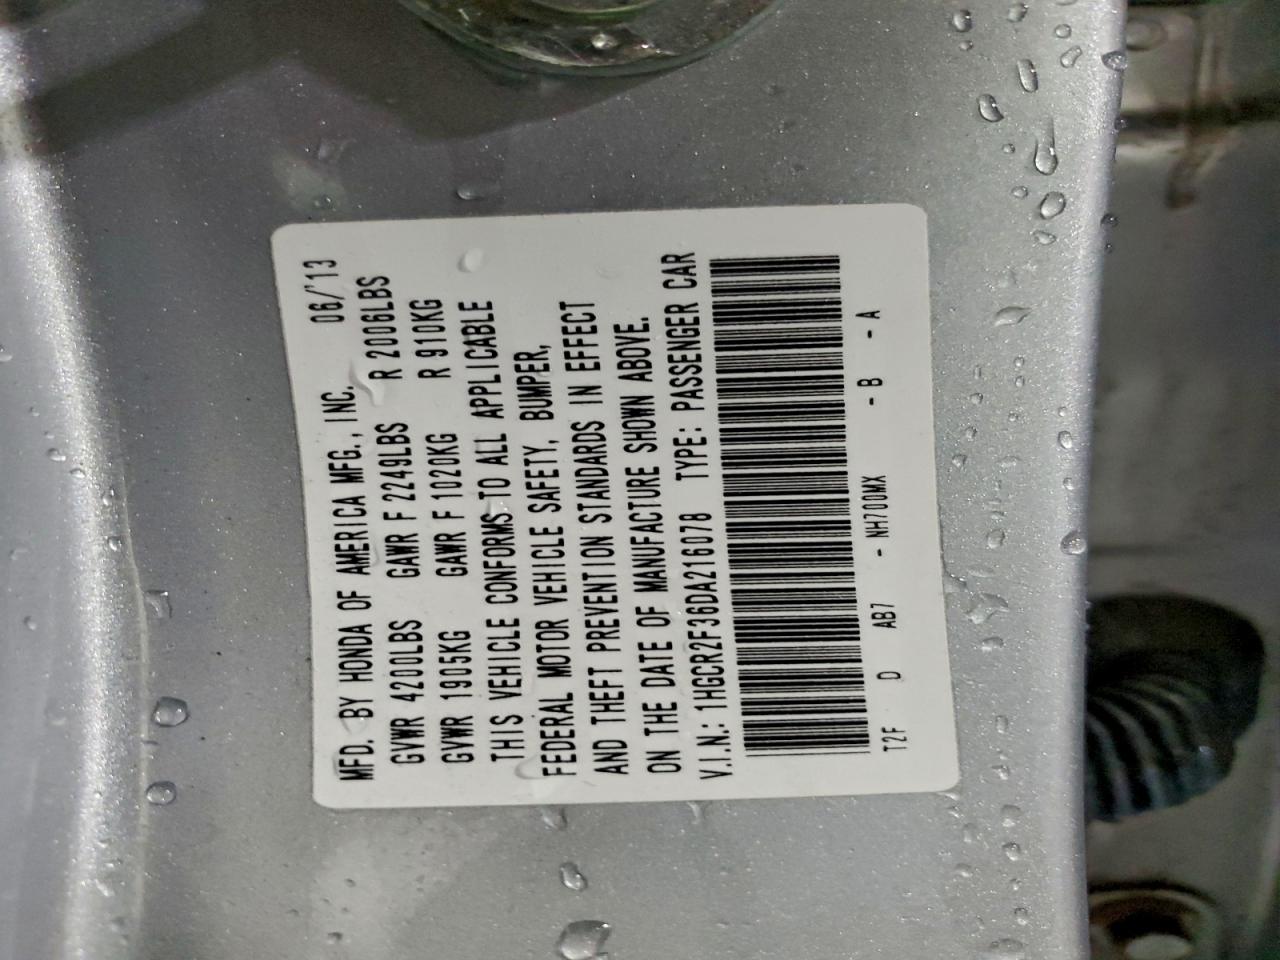 06/'13
MFD. BY HONDA OF AMERICA MFG., INC.
GVWR 4200LBS GAWR F 2249LBS R 2006LBS
GVWR 1905KG GAWR F 1020KG R 910KG
THIS VEHICLE CONFORMS TO ALL APPLICABLE
FEDERAL MOTOR VEHICLE SAFETY, BUMPER,
AND THEFT PREVENTION STANDARDS IN EFFECT
ON THE DATE OF MANUFACTURE SHOWN ABOVE.
V.I.N.: 1HGCR2F36DA216078 TYPE: PASSENGER CAR
T2F D AB7 - NH700MX - B - A